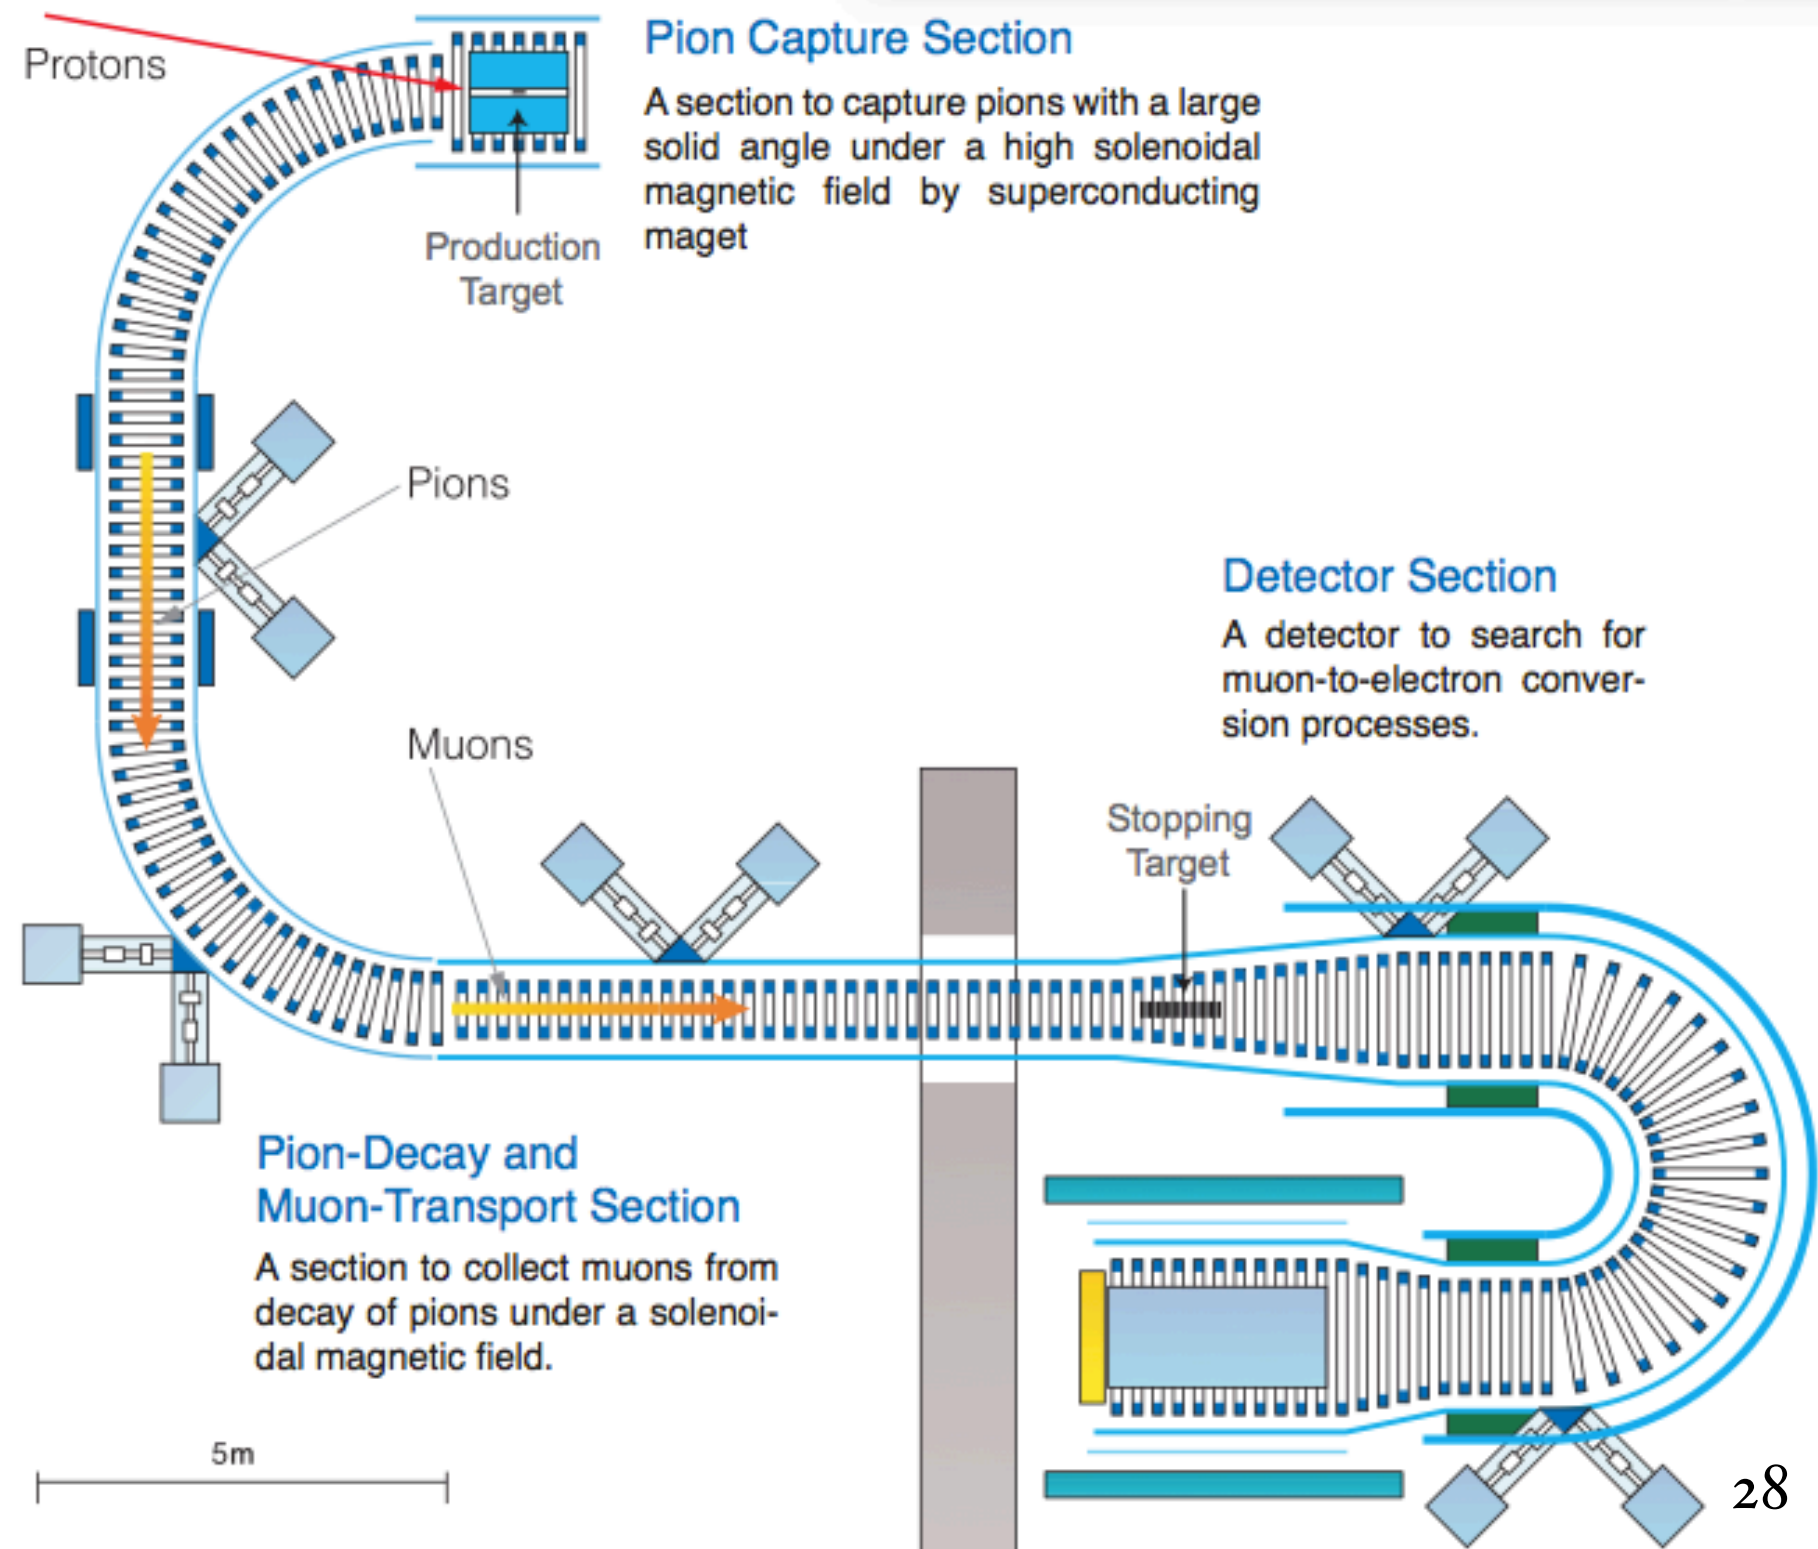 Protons
Pion Capture Section
A section to capture pions with a large
solid angle under a high solenoidal
magnetic field by superconducting
maget
Production
Target
Pions
Muons
Detector Section
A detector to search for
muon-to-electron conver-
sion processes.
Stopping
Target
Pion-Decay and
Muon-Transport Section
A section to collect muons from
decay of pions under a solenoi-
dal magnetic field.
5m
28